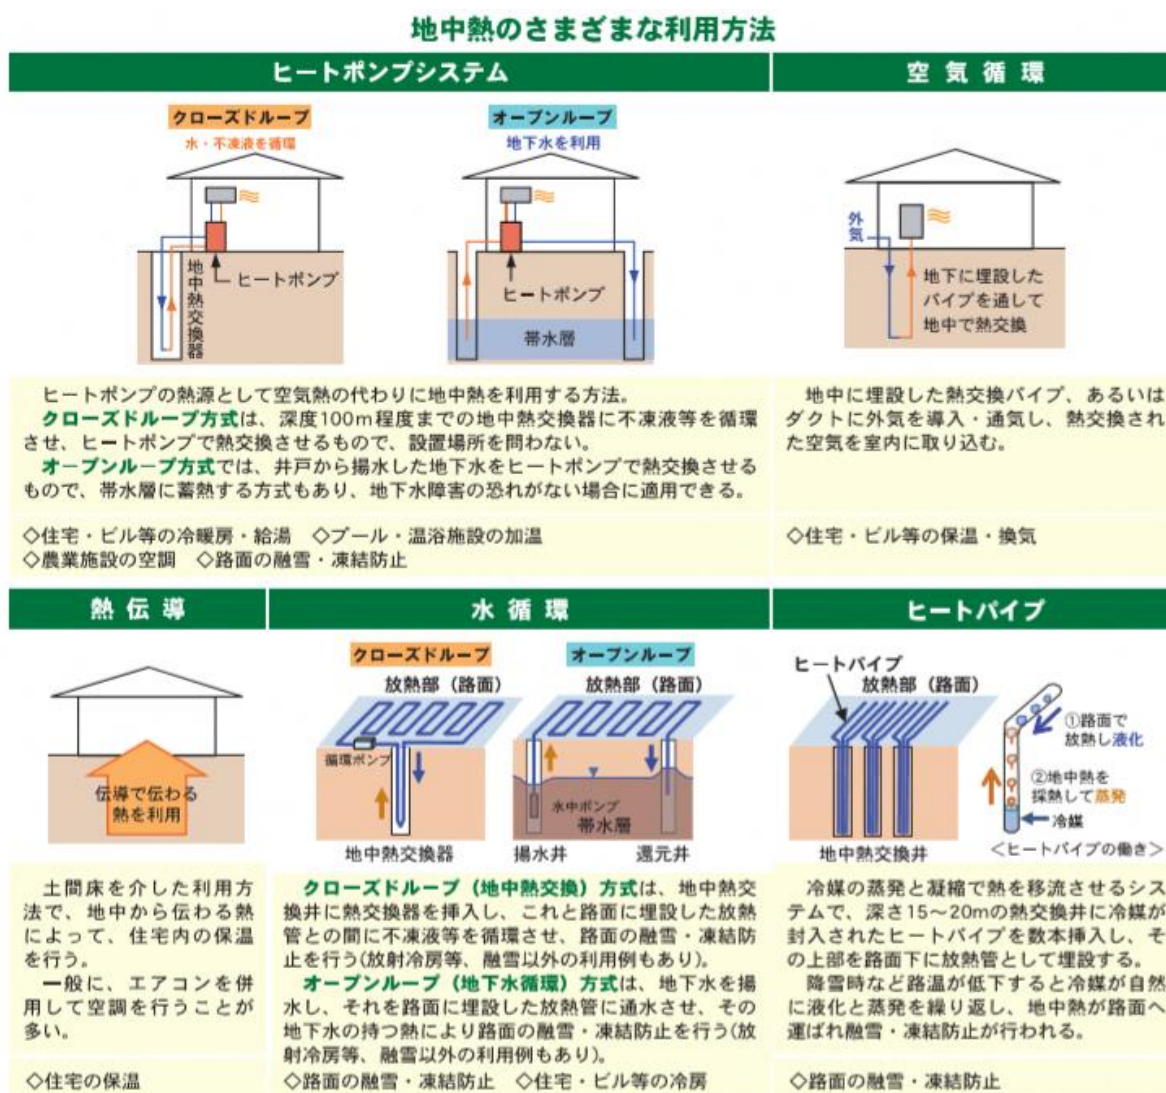 地中熱のさまざまな利用方法
ヒートポンプシステム
クローズドループ
水・不凍液を循環
地中熱交換器
ヒートポンプ
オープンループ
地下水を利用
ヒートポンプ
帯水層
ヒートポンプの熱源として空気熱の代わりに地中熱を利用する方法。
クローズドループ方式は、深度100m程度までの地中熱交換器に不凍液等を循環
させ、ヒートポンプで熱交換させるもので、設置場所を問わない。
オープンループ方式では、井戸から揚水した地下水をヒートポンプで熱交換させる
もので、帯水層に蓄熱する方式もあり、地下水障害の恐れがない場合に適用できる。
◇住宅・ビル等の冷暖房・給湯 ◇プール・温浴施設の加温
◇農業施設の空調 ◇路面の融雪・凍結防止
空気循環
外気
地下に埋設した
パイプを通して
地中で熱交換
地中に埋設した熱交換パイプ、あるいは
ダクトに外気を導入・通気し、熱交換され
た空気を室内に取り込む。
◇住宅・ビル等の保温・換気
熱伝導
伝導で伝わる
熱を利用
土間床を介した利用方
法で、地中から伝わる熱
によって、住宅内の保温
を行う。
一般に、エアコンを併
用して空調を行うことが
多い。
◇住宅の保温
水循環
クローズドループ
放熱部（路面）
循環ポンプ
地中熱交換器
オープンループ
放熱部（路面）
水中ポンプ
帯水層
揚水井
還元井
クローズドループ（地中熱交換）方式は、地中熱交
換井に熱交換器を挿入し、これと路面に埋設した放熱
管との間に不凍液等を循環させ、路面の融雪・凍結防
止を行う(放射冷房等、融雪以外の利用例もあり)。
オープンループ（地下水循環）方式は、地下水を揚
水し、それを路面に埋設した放熱管に通水させ、その
地下水の持つ熱により路面の融雪・凍結防止を行う(放
射冷房等、融雪以外の利用例もあり)。
◇路面の融雪・凍結防止 ◇住宅・ビル等の冷房
ヒートパイプ
ヒートパイプ
放熱部（路面）
地中熱交換井
①路面で
放熱し液化
②地中熱を
採熱して蒸発
冷媒
＜ヒートパイプの働き＞
冷媒の蒸発と凝縮で熱を移流させるシス
テムで、深さ15～20mの熱交換井に冷媒が
封入されたヒートパイプを数本挿入し、そ
の上部を路面下に放熱管として埋設する。
降雪時など路温が低下すると冷媒が自然
に液化と蒸発を繰り返し、地中熱が路面へ
運ばれ融雪・凍結防止が行われる。
◇路面の融雪・凍結防止